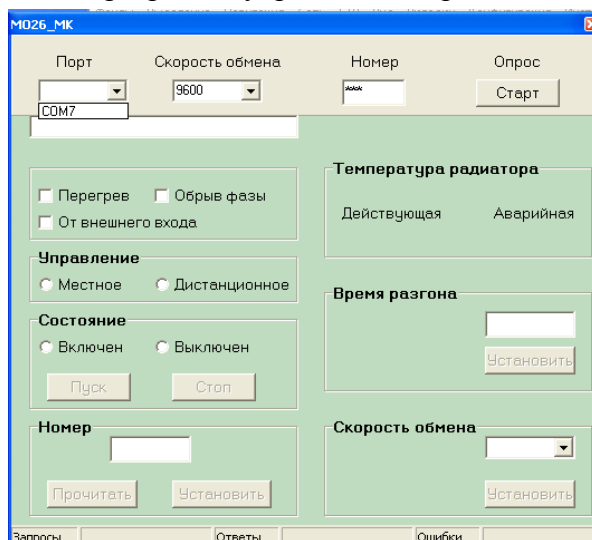 MO26_МК
Порт Скорость обмена Номер Опрос
9600 **** Старт
COM7
Перегрев Обрыв фазы
От внешнего входа
Температура радиатора
Действующая Аварийная
Управление
Местное Дистанционное
Время разгона
Установить
Состояние
Включен Выключен
Пуск Стоп
Номер
Прочитать Установить
Скорость обмена
Установить
Запросы Ответы Ошибки